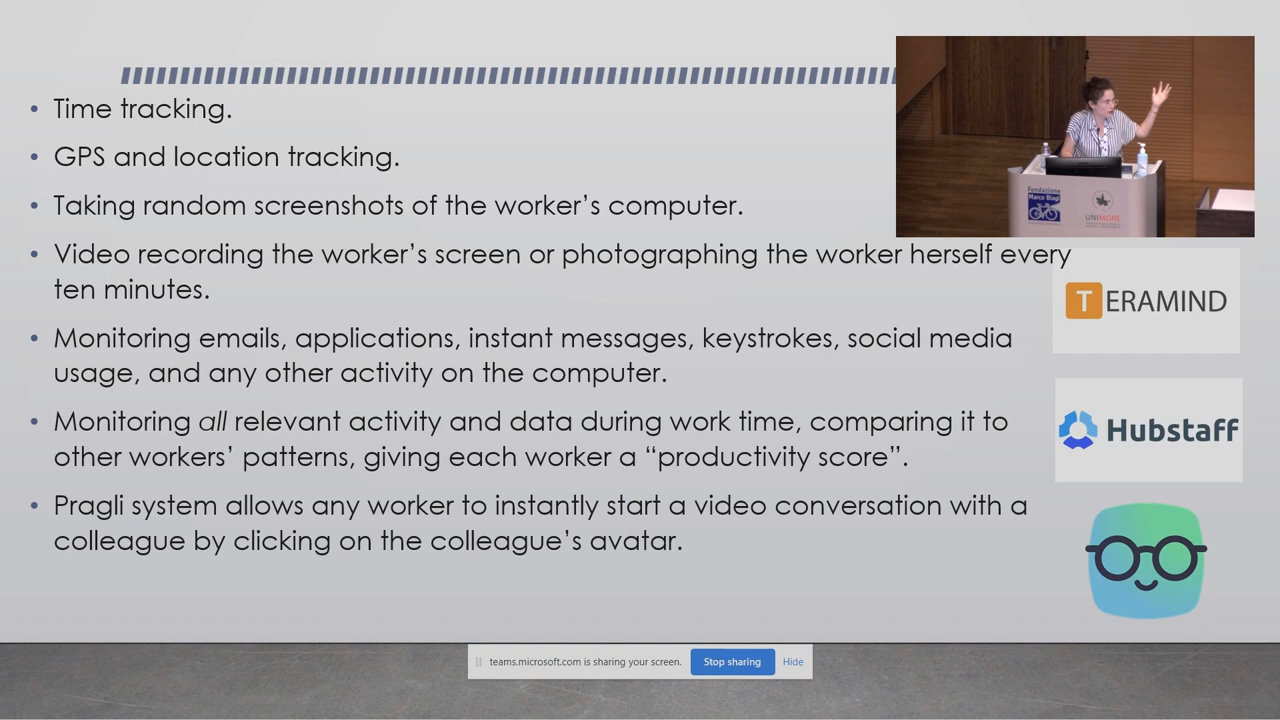 • Time tracking.
• GPS and location tracking.
• Taking random screenshots of the worker’s computer.
• Video recording the worker’s screen or photographing the worker herself every
ten minutes.
• Monitoring emails, applications, instant messages, keystrokes, social media
usage, and any other activity on the computer.
• Monitoring all relevant activity and data during work time, comparing it to
other workers’ patterns, giving each worker a “productivity score”.
• Pragli system allows any worker to instantly start a video conversation with a
colleague by clicking on the colleague’s avatar.
Fondazione
Marco Biagi
UNIMORE
TERAMIND
Hubstaff
teams.microsoft.com is sharing your screen.
Stop sharing
Hide